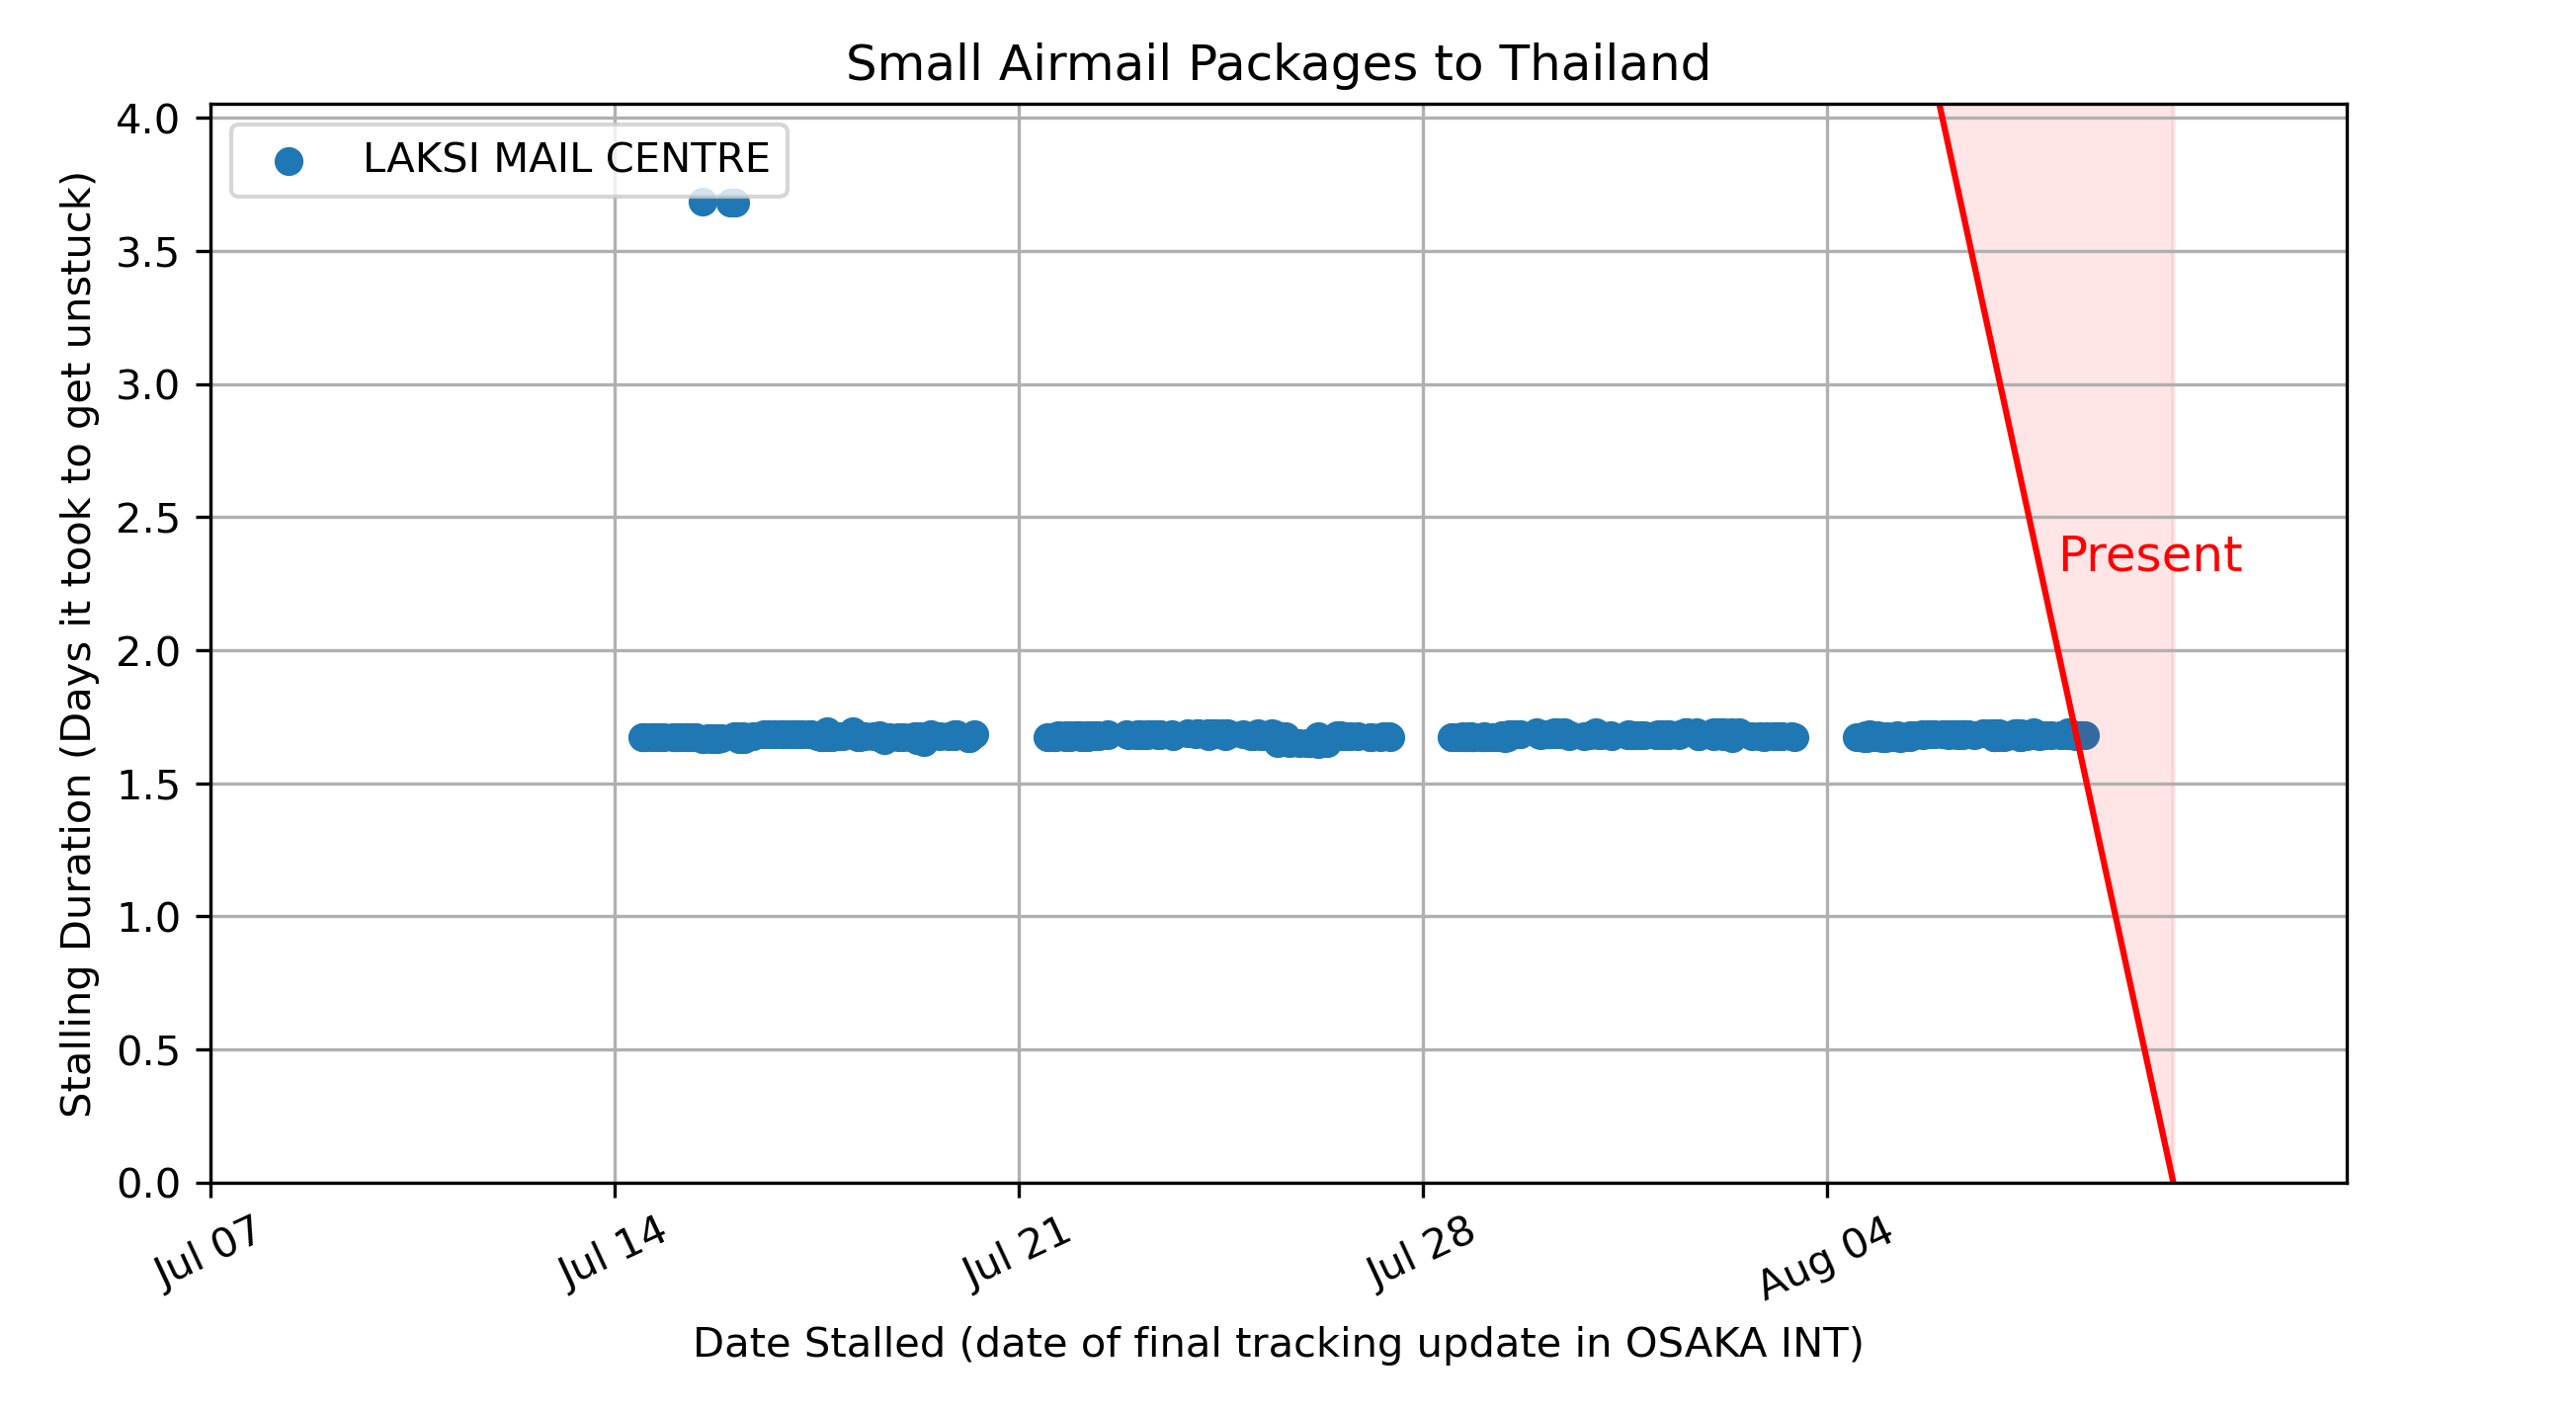 Small Airmail Packages to Thailand
LAKSI MAIL CENTRE
Stalling Duration (Days it took to get unstuck)
4.0
3.5
3.0
2.5
2.0
1.5
1.0
0.5
0.0
Present
Jul 07
Jul 14
Jul 21
Jul 28
Aug 04
Date Stalled (date of final tracking update in OSAKA INT)